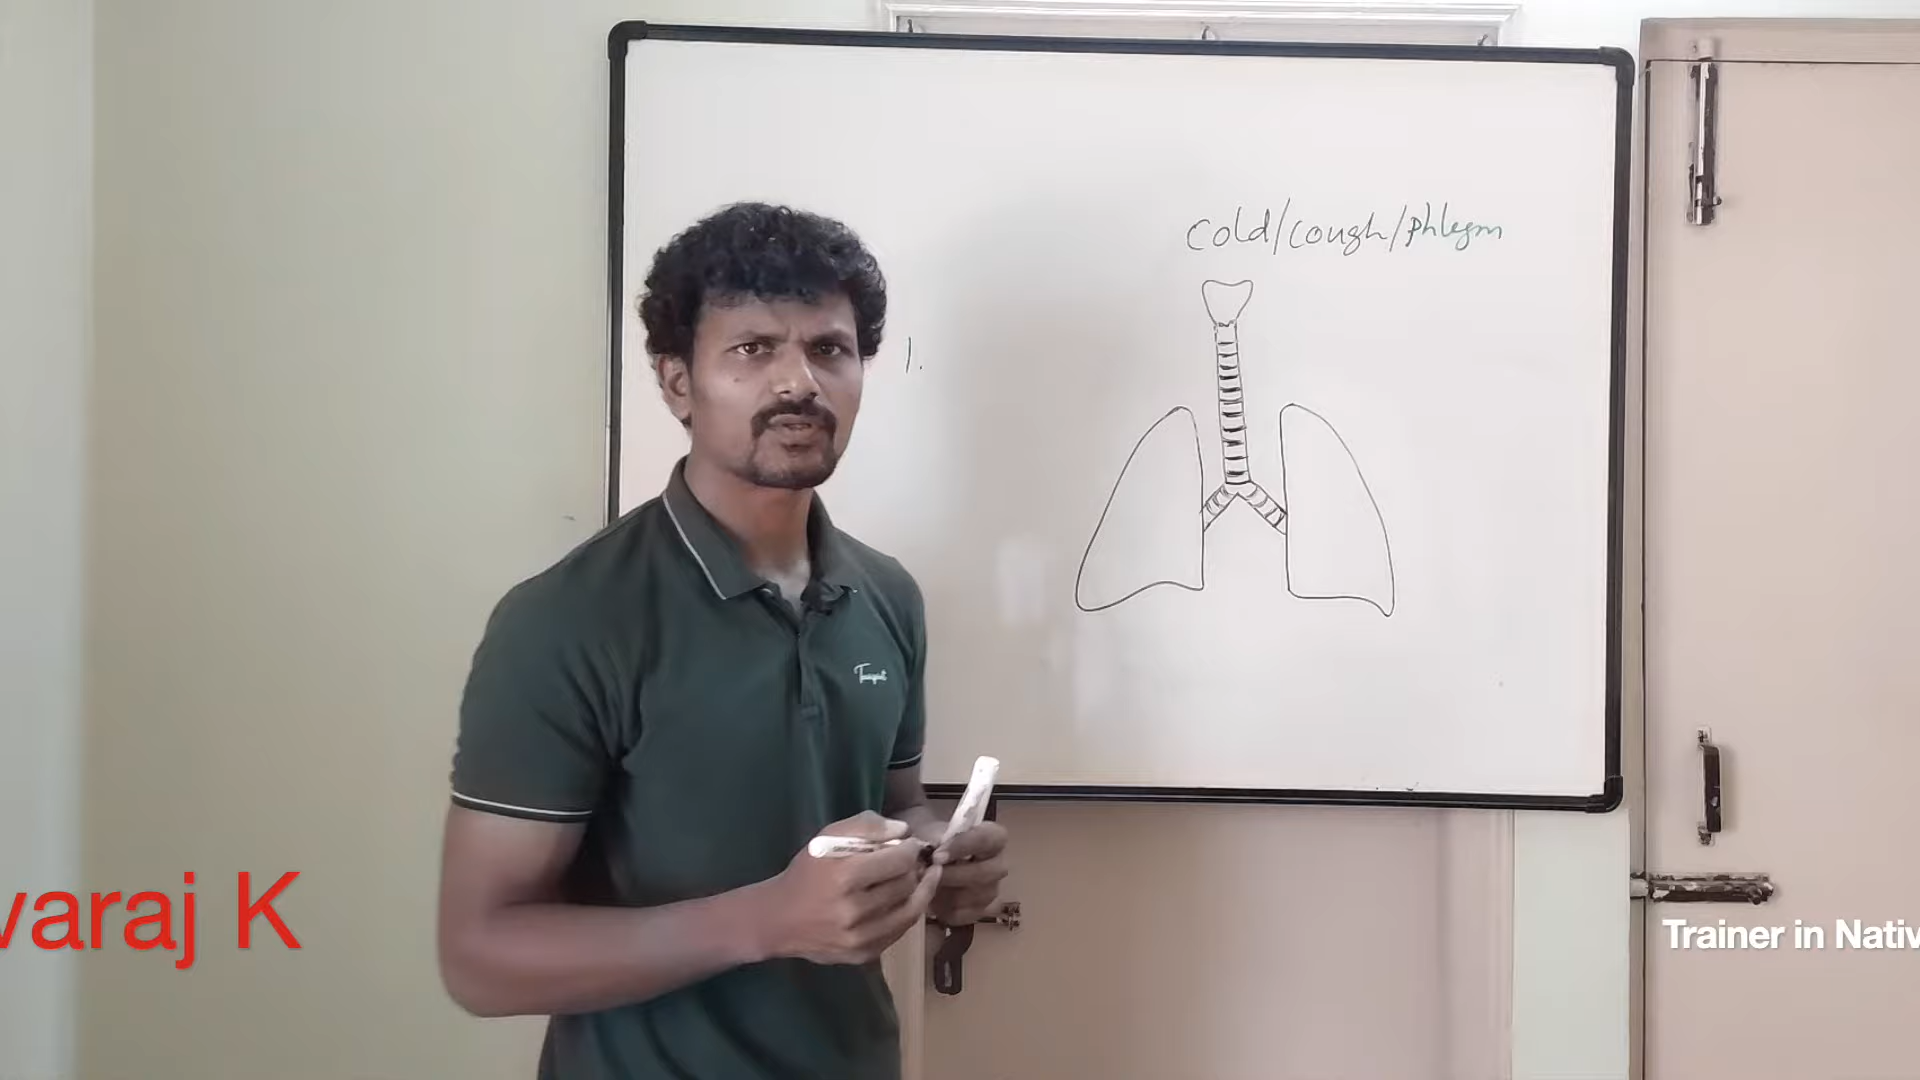 cold/cough/phlegm
1.
varaj K
Trainer in Nativ